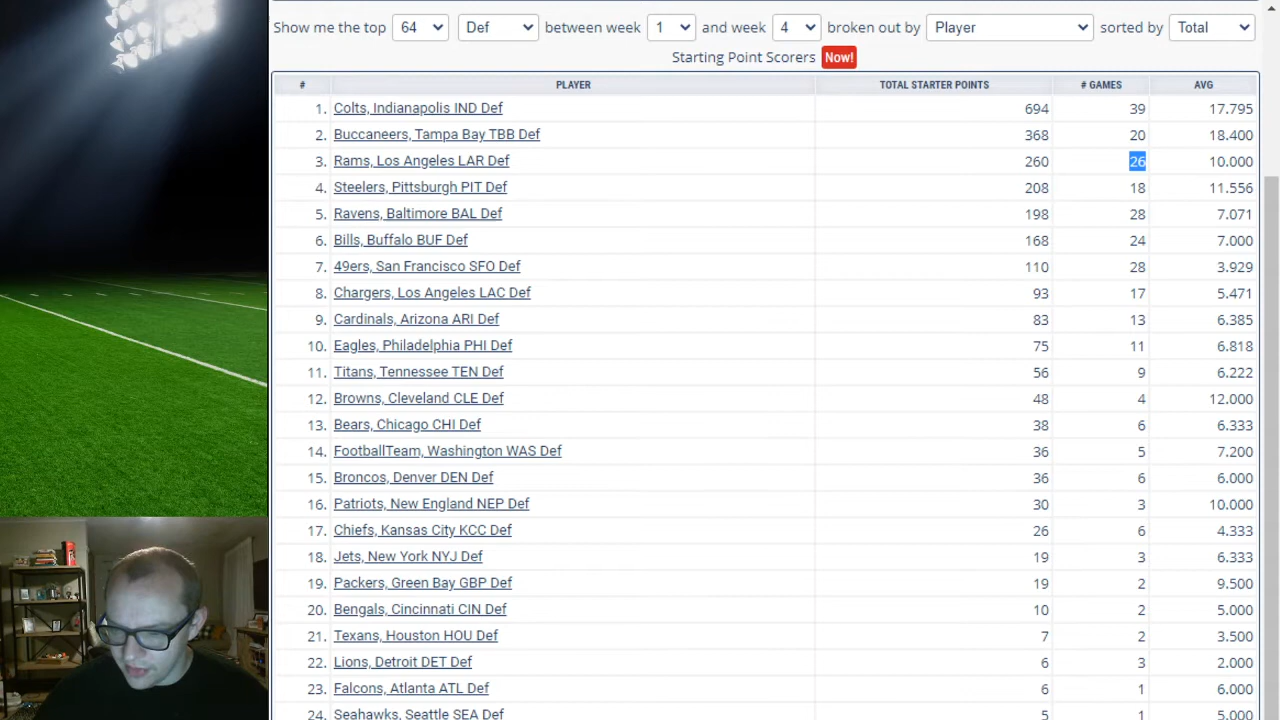 Show me the top 64 Def between week 1 and week 4 broken out by Player sorted by Total
Starting Point Scorers Now!
# PLAYER TOTAL STARTER POINTS # GAMES AVG
1. Colts, Indianapolis IND Def 694 39 17.795
2. Buccaneers, Tampa Bay TBB Def 368 20 18.400
3. Rams, Los Angeles LAR Def 260 26 10.000
4. Steelers, Pittsburgh PIT Def 208 18 11.556
5. Ravens, Baltimore BAL Def 198 28 7.071
6. Bills, Buffalo BUF Def 168 24 7.000
7. 49ers, San Francisco SFO Def 110 28 3.929
8. Chargers, Los Angeles LAC Def 93 17 5.471
9. Cardinals, Arizona ARI Def 83 13 6.385
10. Eagles, Philadelphia PHI Def 75 11 6.818
11. Titans, Tennessee TEN Def 56 9 6.222
12. Browns, Cleveland CLE Def 48 4 12.000
13. Bears, Chicago CHI Def 38 6 6.333
14. FootballTeam, Washington WAS Def 36 5 7.200
15. Broncos, Denver DEN Def 36 6 6.000
16. Patriots, New England NEP Def 30 3 10.000
17. Chiefs, Kansas City KCC Def 26 6 4.333
18. Jets, New York NYJ Def 19 3 6.333
19. Packers, Green Bay GBP Def 19 2 9.500
20. Bengals, Cincinnati CIN Def 10 2 5.000
21. Texans, Houston HOU Def 7 2 3.500
22. Lions, Detroit DET Def 6 3 2.000
23. Falcons, Atlanta ATL Def 6 1 6.000
24. Seahawks, Seattle SEA Def 5 1 5.000